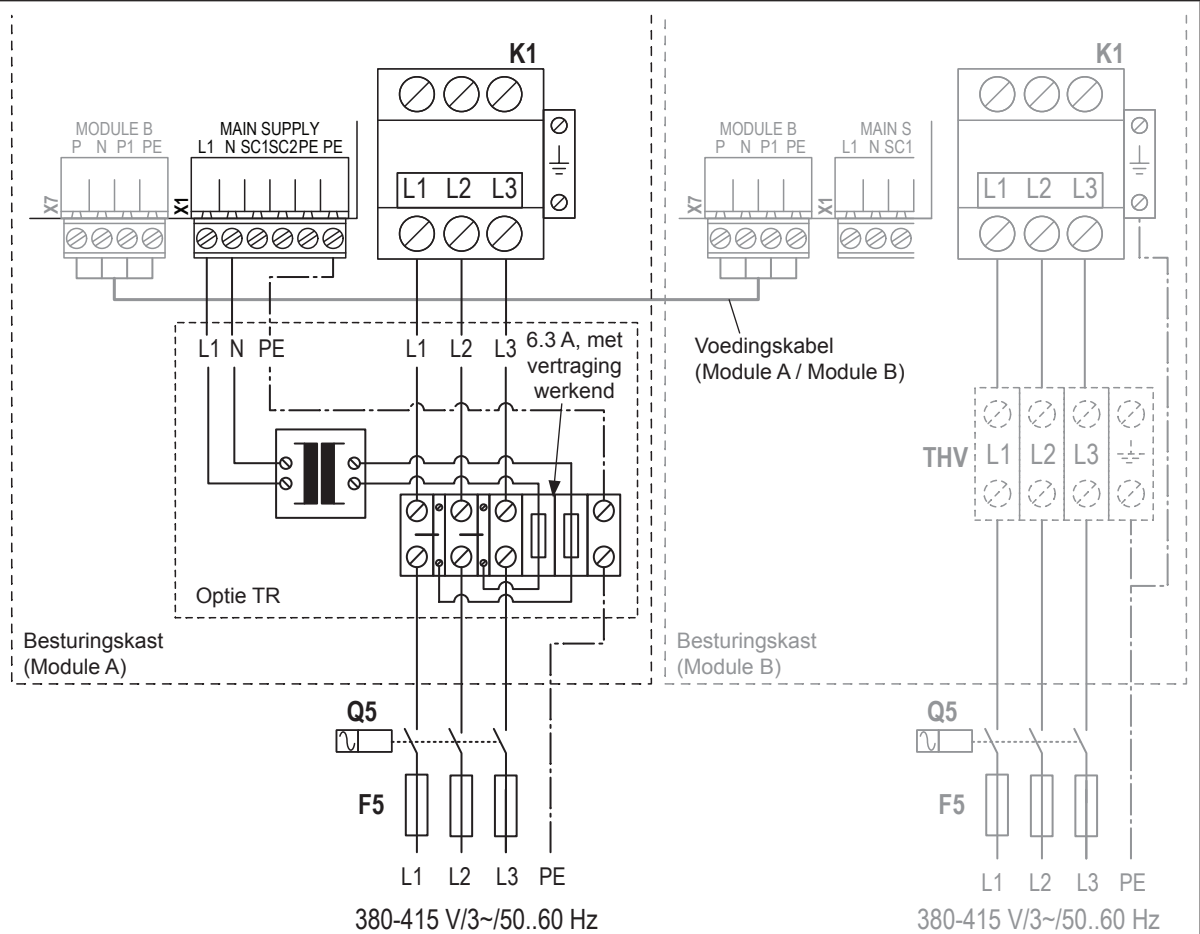 K1
K1
MODULE B
P N P1 PE
MAIN SUPPLY
L1 N SC1SC2PE PE
MODULE B
P N P1 PE
MAIN S
L1 N SC1
X7
X1
L1 L2 L3
X7
X1
L1 L2 L3
L1 N PE
L1 L2 L3
6.3 A, met
vertraging
werkend
Voedingskabel
(Module A / Module B)
THV
L1 L2 L3
Optie TR
Besturingskast
(Module A)
Besturingskast
(Module B)
Q5
Q5
F5
F5
L1 L2 L3 PE
L1 L2 L3 PE
380-415 V/3~/50..60 Hz
380-415 V/3~/50..60 Hz